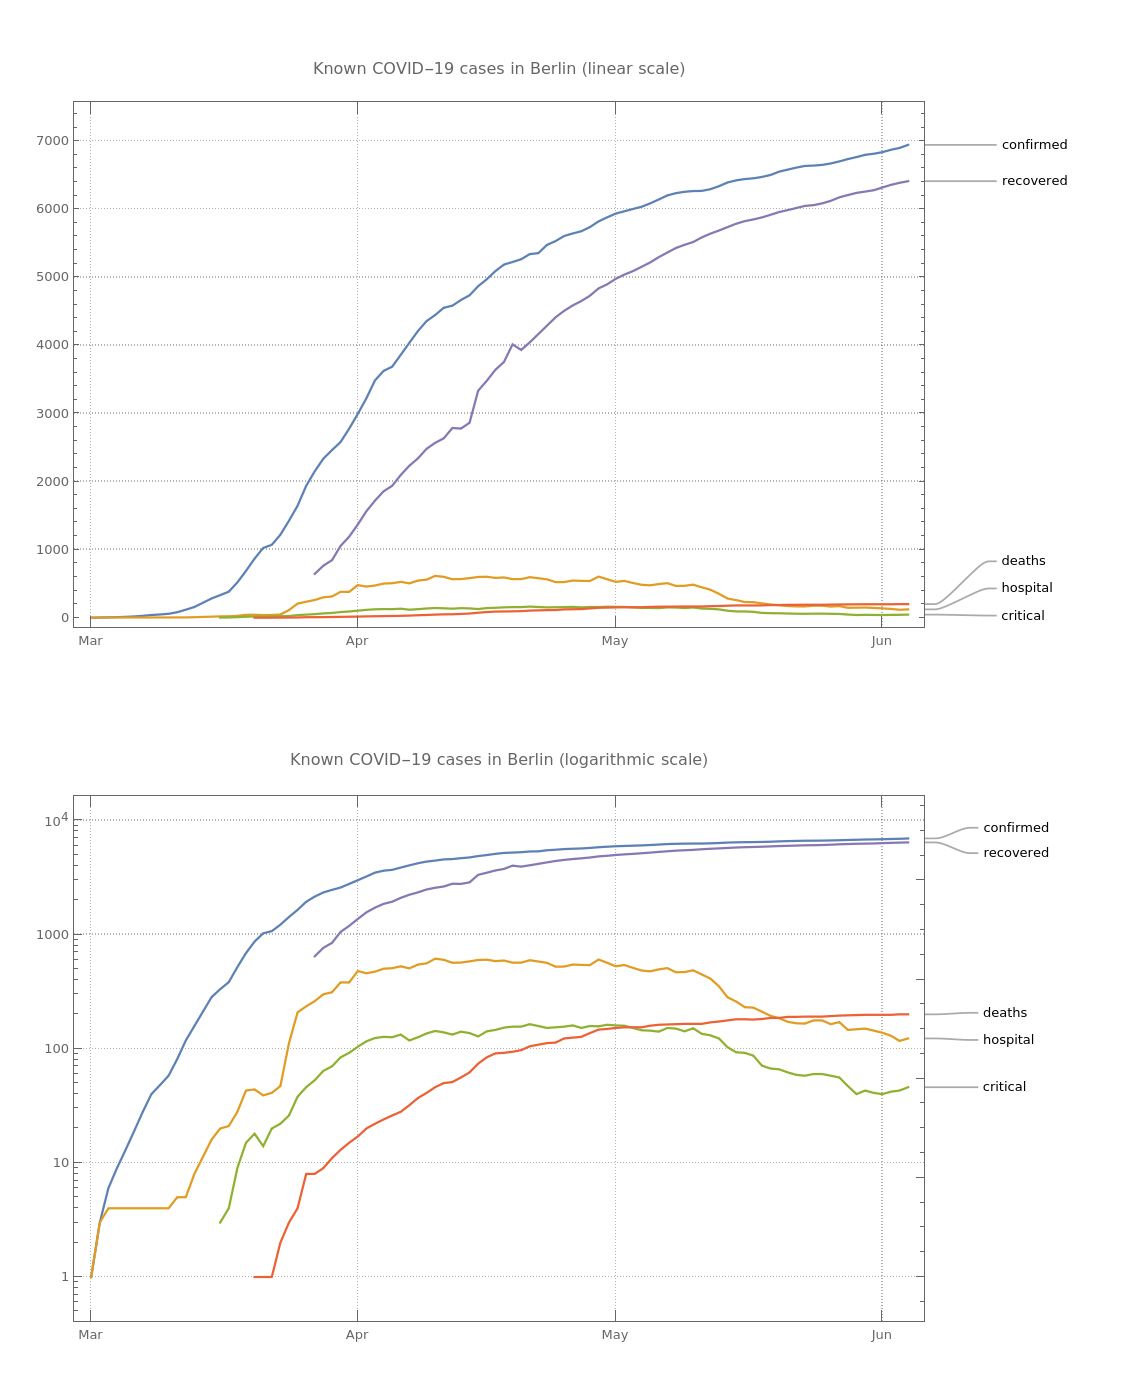 Known COVID–19 cases in Berlin (linear scale)
7000
6000
5000
4000
3000
2000
1000
0
Mar Apr May Jun
confirmed
recovered
deaths
hospital
critical
Known COVID–19 cases in Berlin (logarithmic scale)
10⁴
1000
100
10
1
Mar Apr May Jun
confirmed
recovered
deaths
hospital
critical